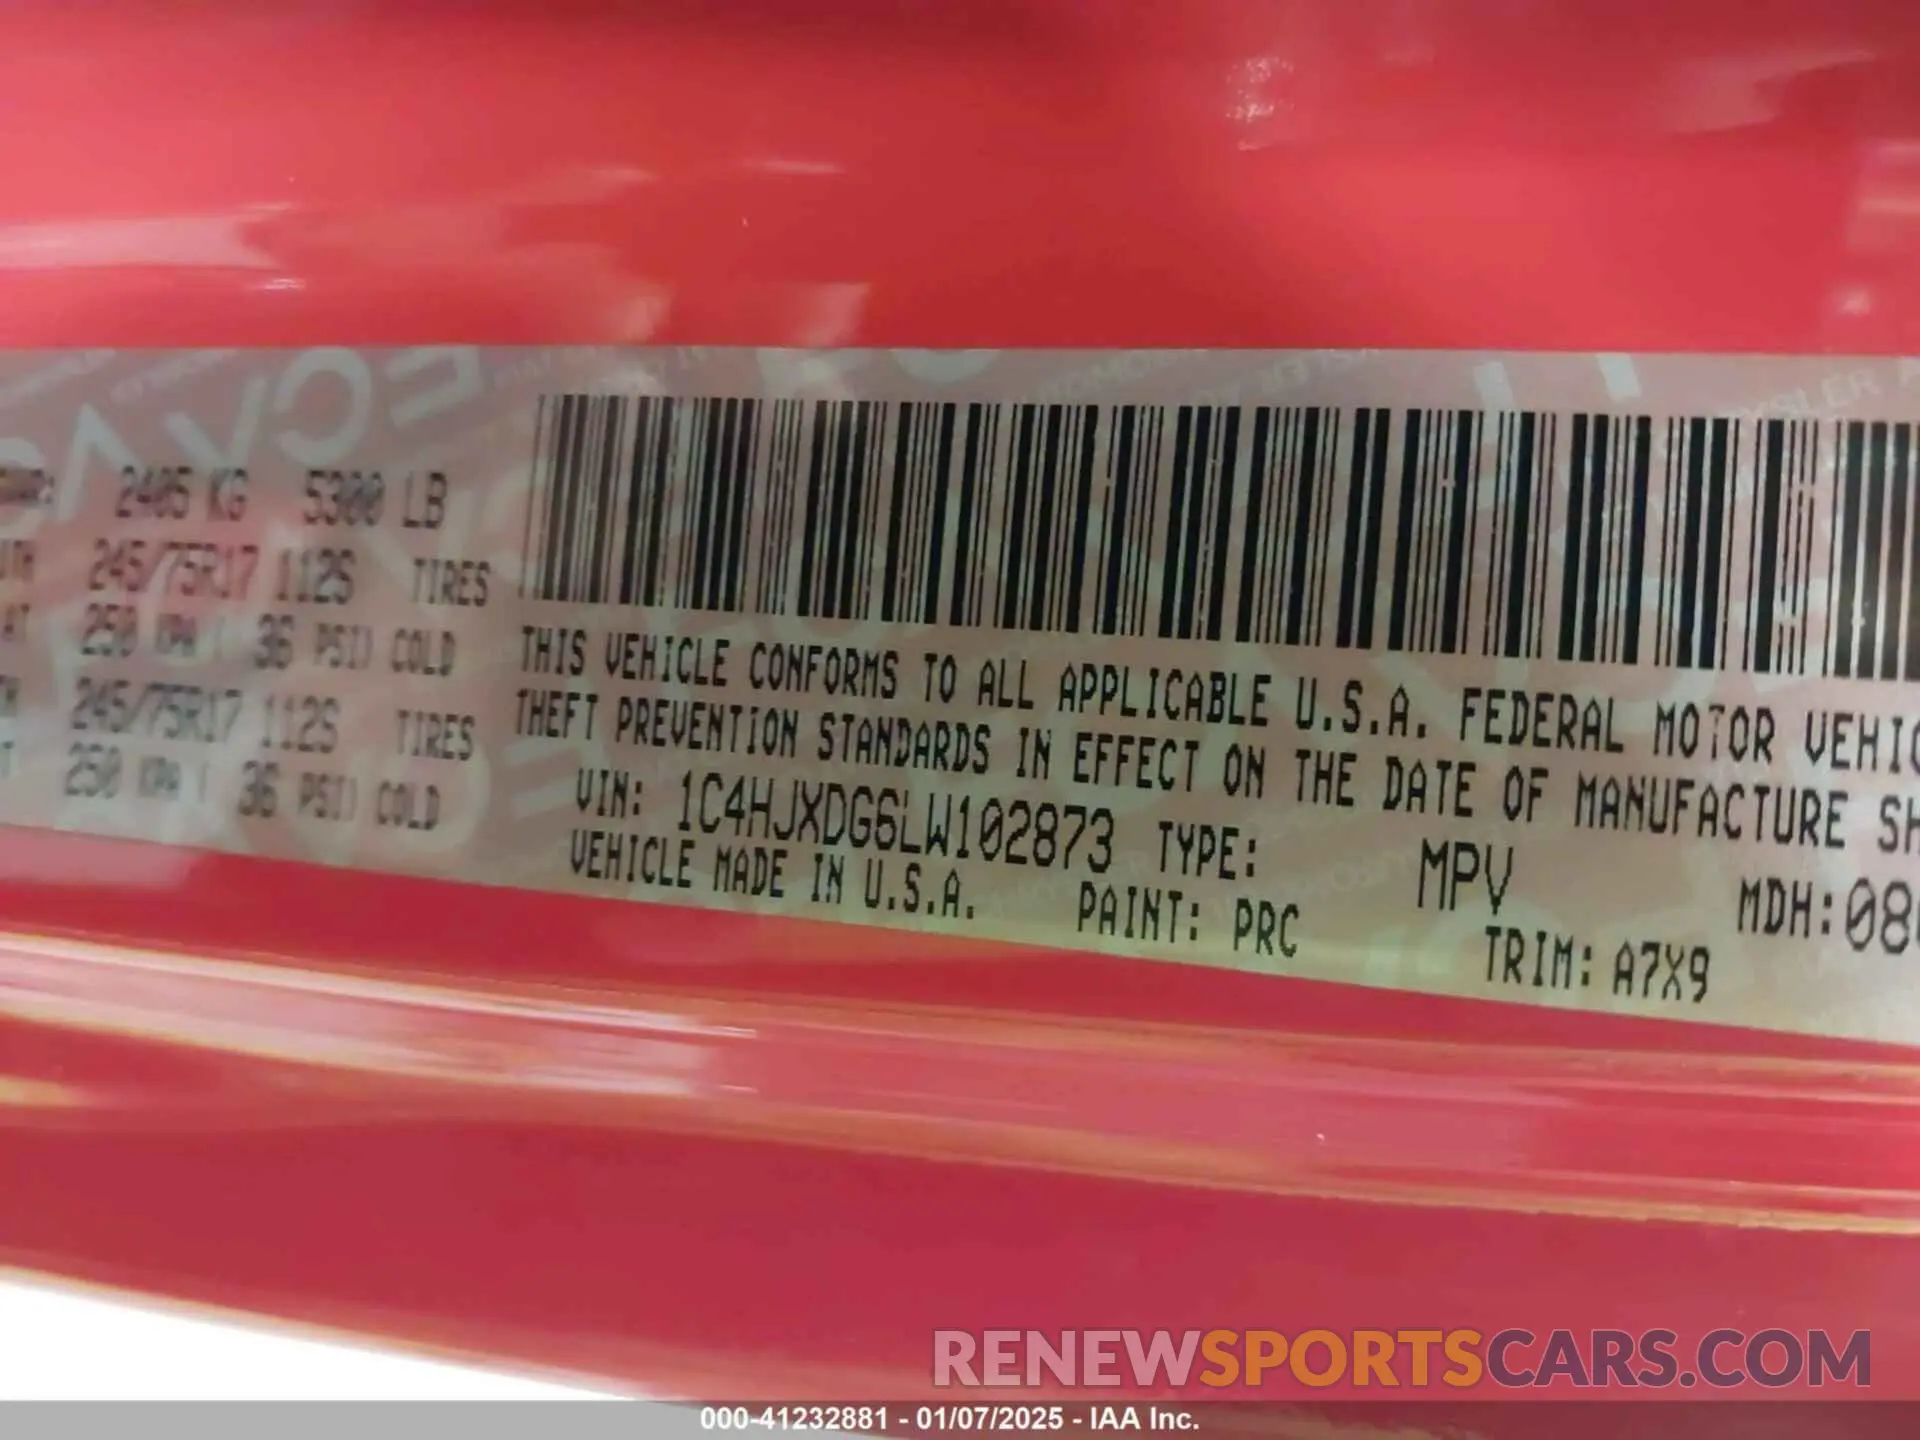 2405 KG 5300 LB
245/75R17 112S TIRES
250 KPA ( 36 PSI) COLD
245/75R17 112S TIRES
250 KPA ( 36 PSI) COLD
THIS VEHICLE CONFORMS TO ALL APPLICABLE U.S.A. FEDERAL MOTOR VEHIC
THEFT PREVENTION STANDARDS IN EFFECT ON THE DATE OF MANUFACTURE SH
VIN: 1C4HJXDG6LW102873 TYPE: MPV MDH:08
VEHICLE MADE IN U.S.A. PAINT: PRC TRIM: A7X9
RENEWSPORTSCARS.COM
000-41232881 - 01/07/2025 - IAA Inc.